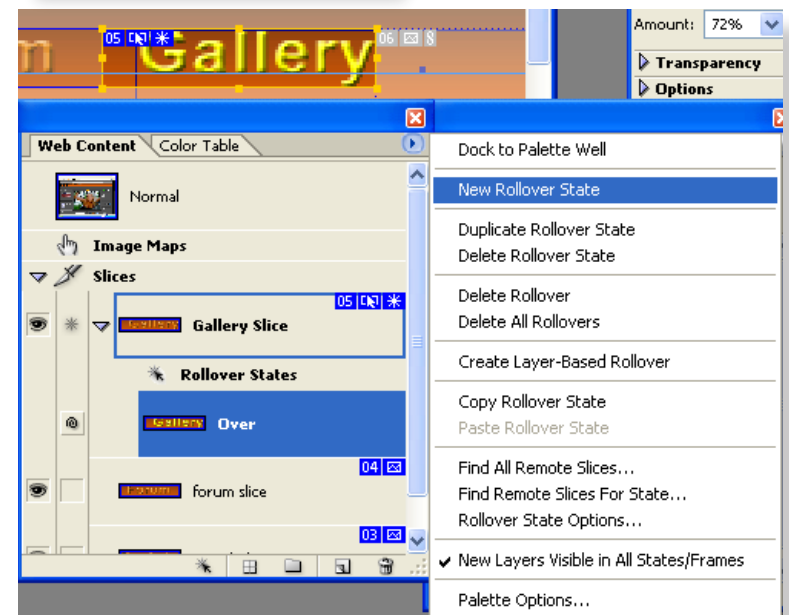 05
Gallery
06 8
Amount: 72%
Transparency
Options
Web Content
Color Table
Normal
Image Maps
Slices
05
Gallery Gallery Slice
Rollover States
Gallery Over
04
Forum forum slice
03
Dock to Palette Well
New Rollover State
Duplicate Rollover State
Delete Rollover State
Delete Rollover
Delete All Rollovers
Create Layer-Based Rollover
Copy Rollover State
Paste Rollover State
Find All Remote Slices...
Find Remote Slices For State...
Rollover State Options...
New Layers Visible in All States/Frames
Palette Options...